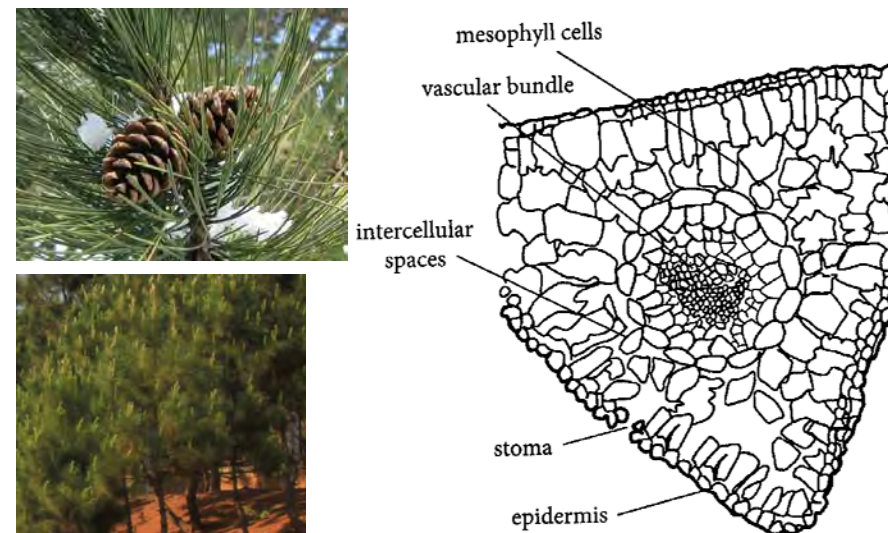 mesophyll cells
vascular bundle
intercellular
spaces
stoma
epidermis